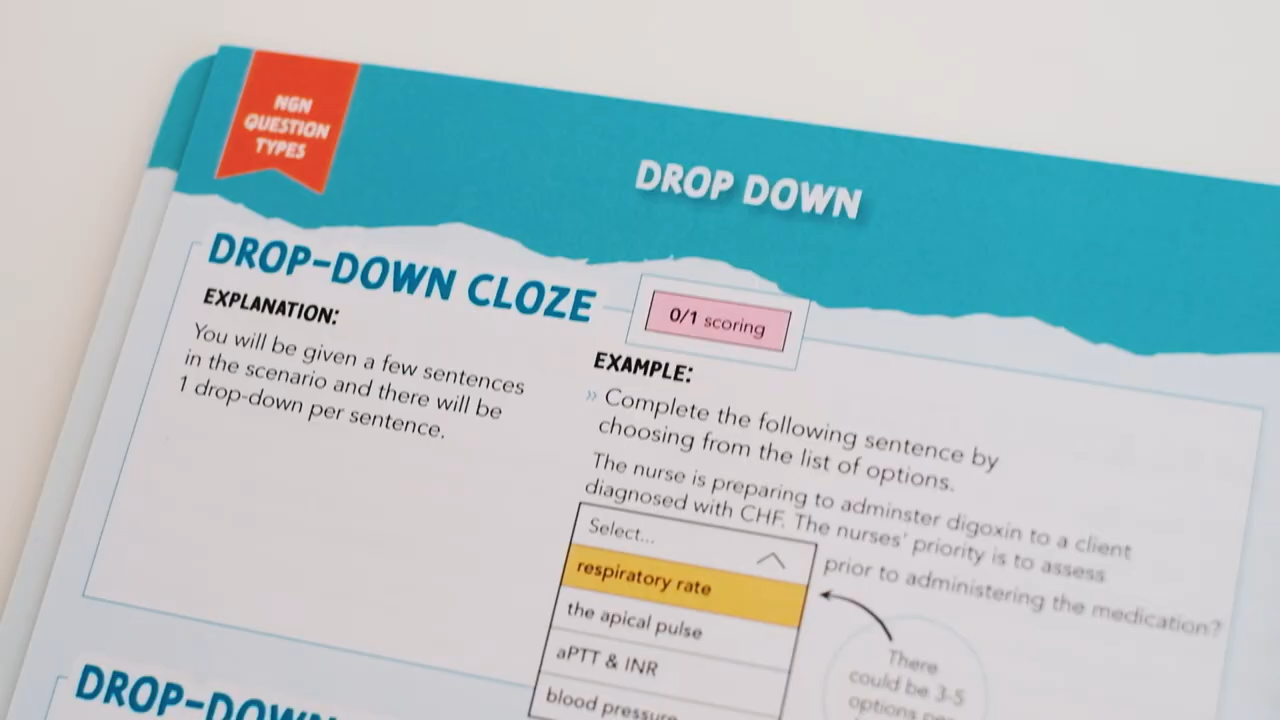 NGN
QUESTION
TYPES
DROP DOWN
DROP-DOWN CLOZE
0/1 scoring
EXPLANATION:
You will be given a few sentences
in the scenario and there will be
1 drop-down per sentence.
EXAMPLE:
» Complete the following sentence by
choosing from the list of options.
The nurse is preparing to adminster digoxin to a client
diagnosed with CHF. The nurses' priority is to assess
Select...
respiratory rate
the apical pulse
aPTT & INR
blood pressure
prior to administering the medication?
There
could be 3-5
options
DROP-DOWN